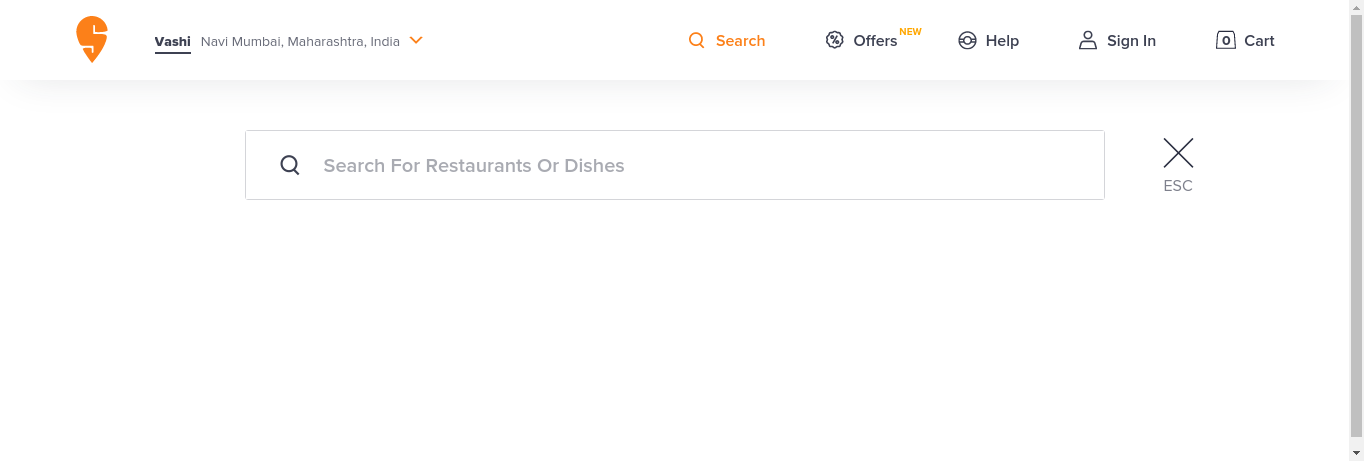 Vashi Navi Mumbai, Maharashtra, India Search Offers NEW Help Sign In 0 Cart
Search For Restaurants Or Dishes
ESC